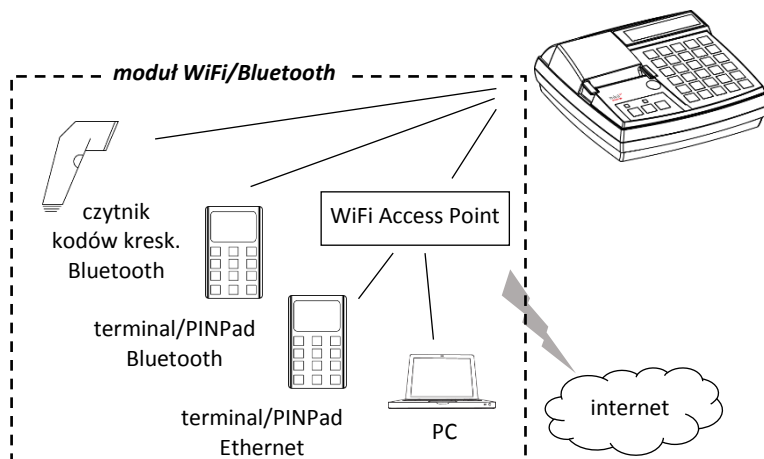 moduł WiFi/Bluetooth
czytnik
kodów kresk.
Bluetooth
WiFi Access Point
terminal/PINPad
Bluetooth
terminal/PINPad
Ethernet
PC
internet